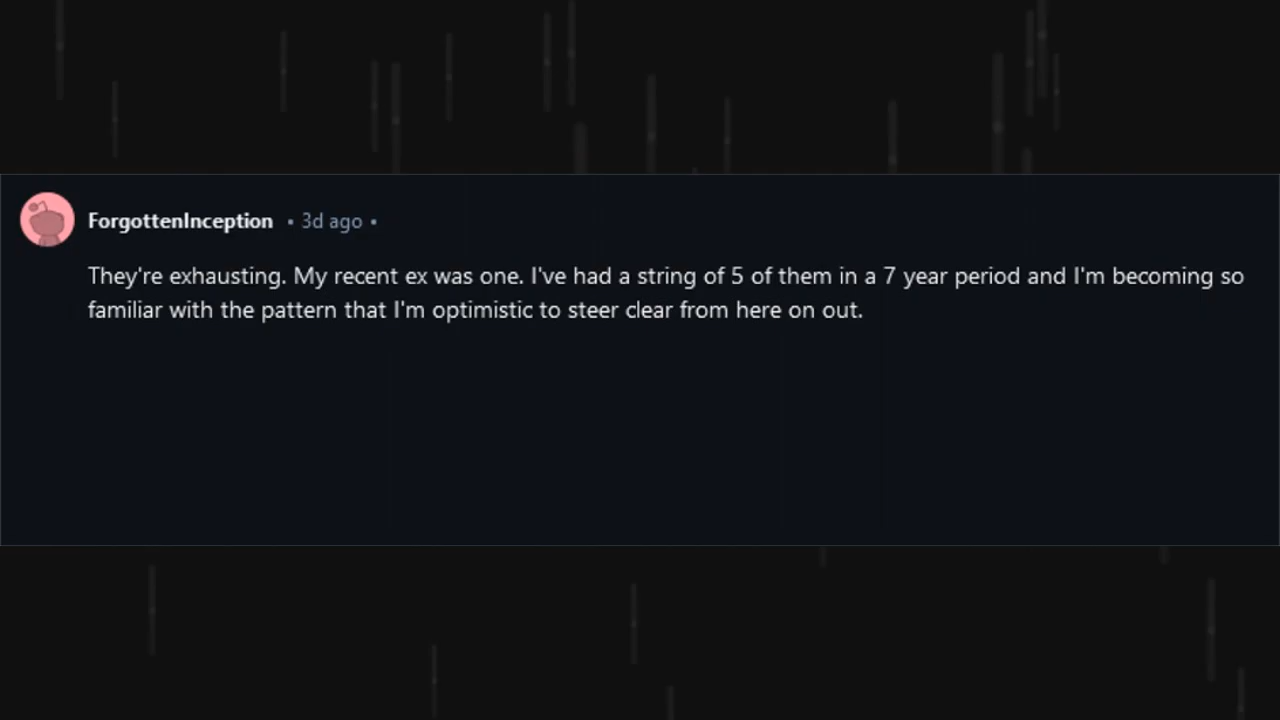 ForgottenInception • 3d ago •
They're exhausting. My recent ex was one. I've had a string of 5 of them in a 7 year period and I'm becoming so
familiar with the pattern that I'm optimistic to steer clear from here on out.